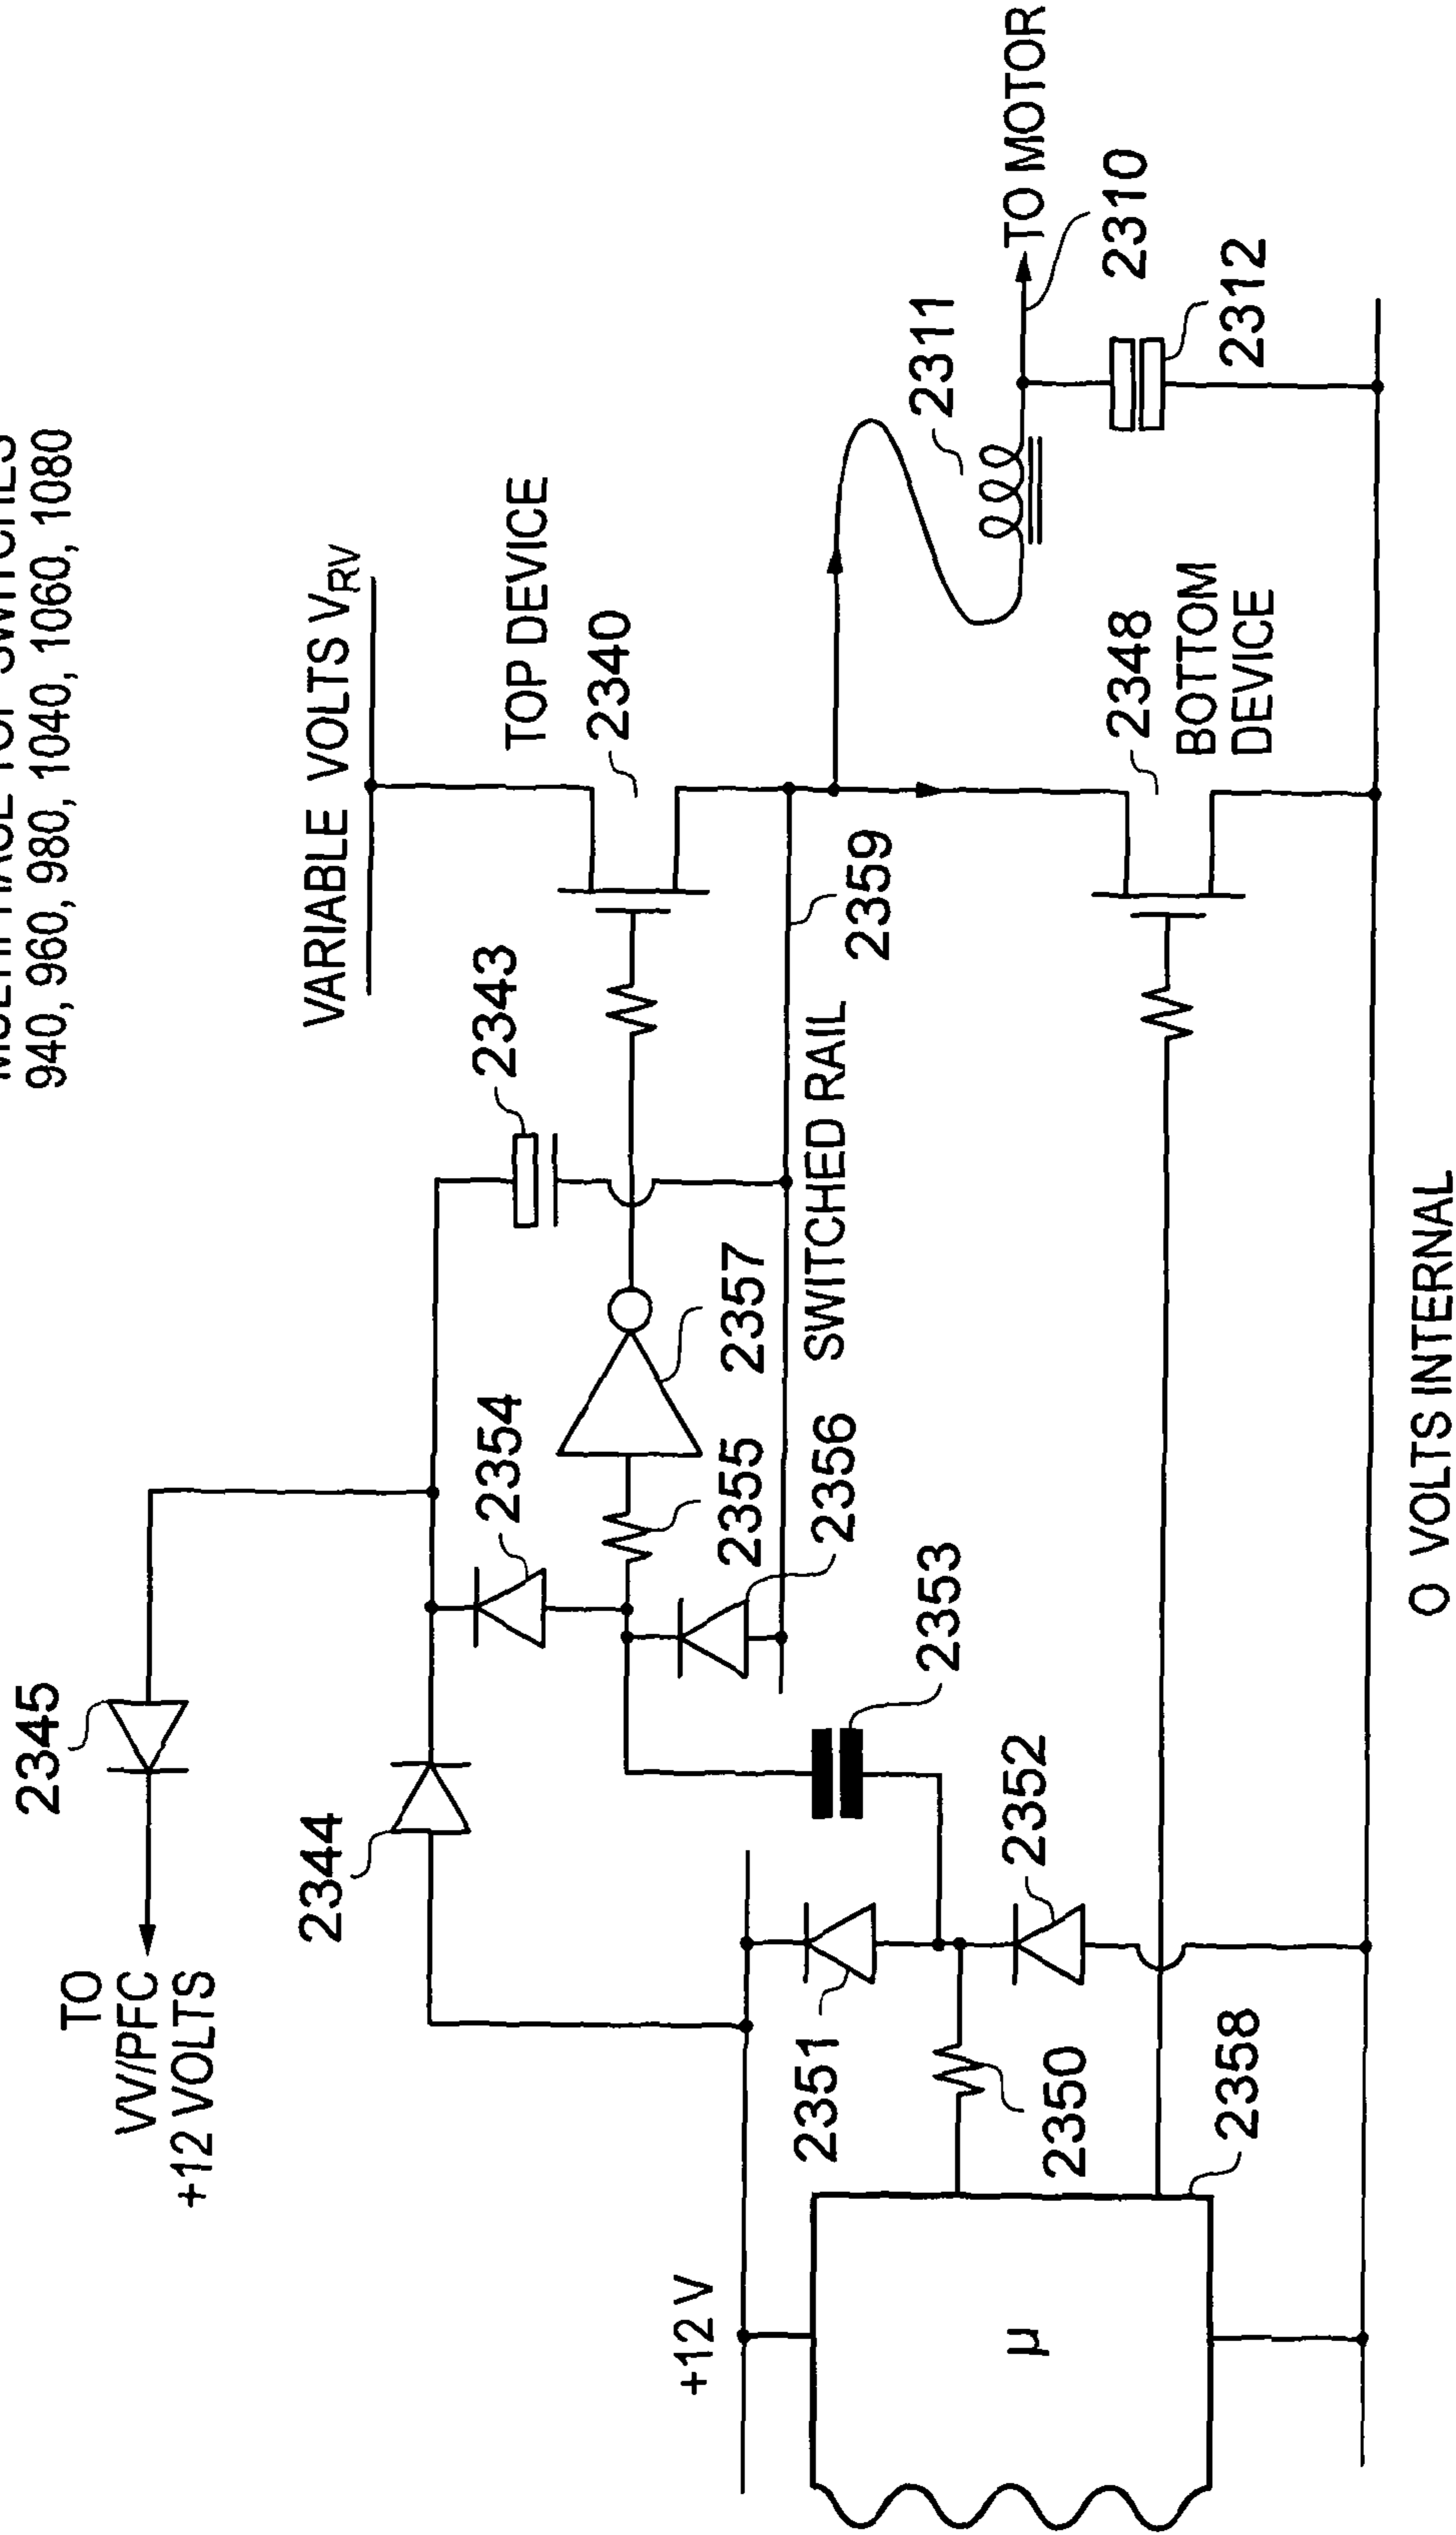 MULTIPHASE TOP SWITCHES
940, 960, 980, 1040, 1060, 1080
TO
VV/PFC
+12 VOLTS
2345
2344
VARIABLE VOLTS VRV
TOP DEVICE
2340
2343
2354
2357
2355
2356
SWITCHED RAIL
2359
2353
2351
2352
2350
2358
+12 V
µ
2311
TO MOTOR
2310
2312
2348
BOTTOM
DEVICE
O VOLTS INTERNAL